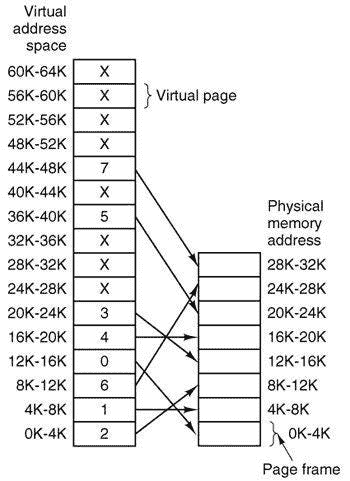 Virtual
address
space
60K-64K X
56K-60K X
Virtual page
52K-56K X
48K-52K X
44K-48K 7
40K-44K X
36K-40K 5
32K-36K X
28K-32K X
24K-28K X
20K-24K 3
16K-20K 4
12K-16K 0
8K-12K 6
4K-8K 1
0K-4K 2
Physical
memory
address
28K-32K
24K-28K
20K-24K
16K-20K
12K-16K
8K-12K
4K-8K
0K-4K
Page frame